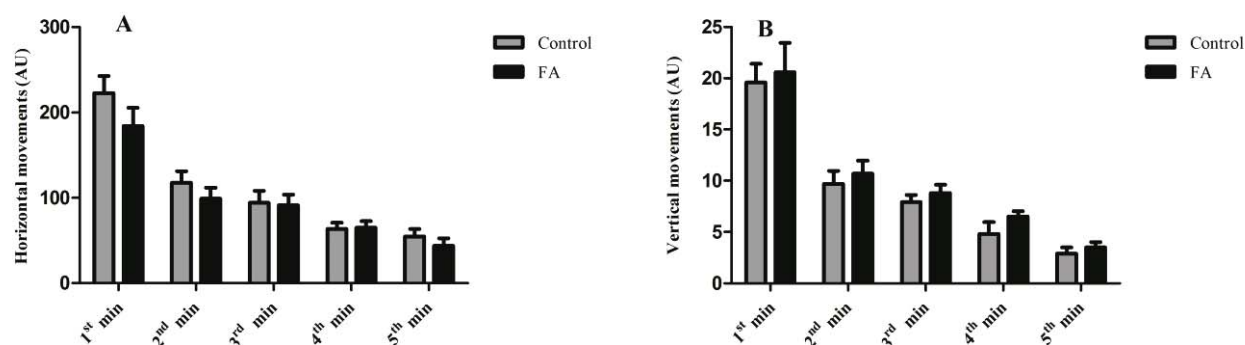 A
Horizontal movements (AU)
300
200
100
0
1st min
2nd min
3rd min
4th min
5th min
Control
FA
B
Vertical movements (AU)
25
20
15
10
5
0
1st min
2nd min
3rd min
4th min
5th min
Control
FA